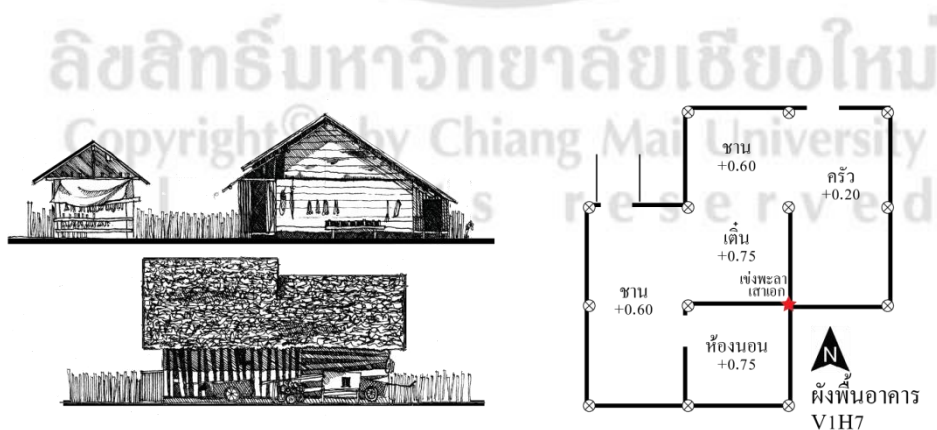 ลิขสิทธิ์มหาวิทยาลัยเชียงใหม่
Copyright© by Chiang Mai University
s reserved
ชาน
+0.60
ครัว
+0.20
เติ๋น
+0.75
เข่งพะลา
เสาเอก
ชาน
+0.60
ห้องนอน
+0.75
N
ผังพื้นอาคาร
V1H7